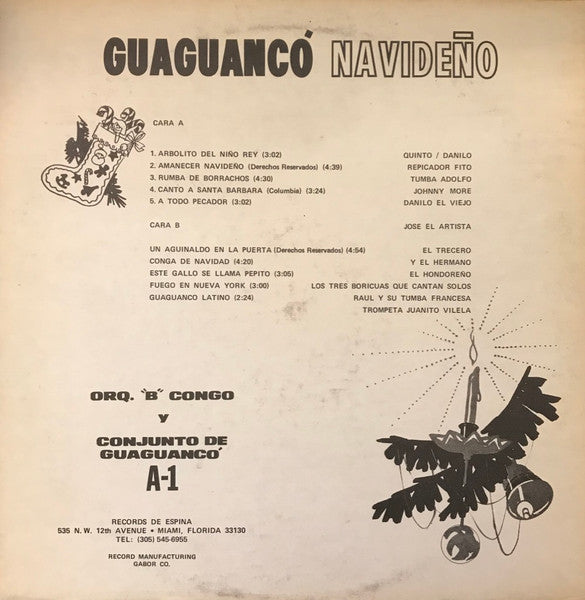 GUAGUANCÓ NAVIDEÑO
CARA A
1. ARBOLITO DEL NIÑO REY (3:02) QUINTO / DANILO
2. AMANECER NAVIDEÑO (Derechos Reservados) (4:39) REPICADOR FITO
3. RUMBA DE BORRACHOS (4:30) TUMBA ADOLFO
4. CANTO A SANTA BARBARA (Columbia) (3:24) JOHNNY MORE
5. A TODO PECADOR (3:02) DANILO EL VIEJO
CARA B JOSE EL ARTISTA
UN AGUINALDO EN LA PUERTA (Derechos Reservados) (4:54) EL TRECERO
CONGA DE NAVIDAD (4:20) Y EL HERMANO
ESTE GALLO SE LLAMA PEPITO (3:05) EL HONDOREÑO
FUEGO EN NUEVA YORK (3:00) LOS TRES BORICUAS QUE CANTAN SOLOS
GUAGUANCO LATINO (2:24) RAUL Y SU TUMBA FRANCESA
TROMPETA JUANITO VILELA
ORQ. "B" CONGO
Y
CONJUNTO DE
GUAGUANCÓ
A-1
RECORDS DE ESPINA
535 N. W. 12th AVENUE • MIAMI, FLORIDA 33130
TEL: (305) 545-6955
RECORD MANUFACTURING
GABOR CO.